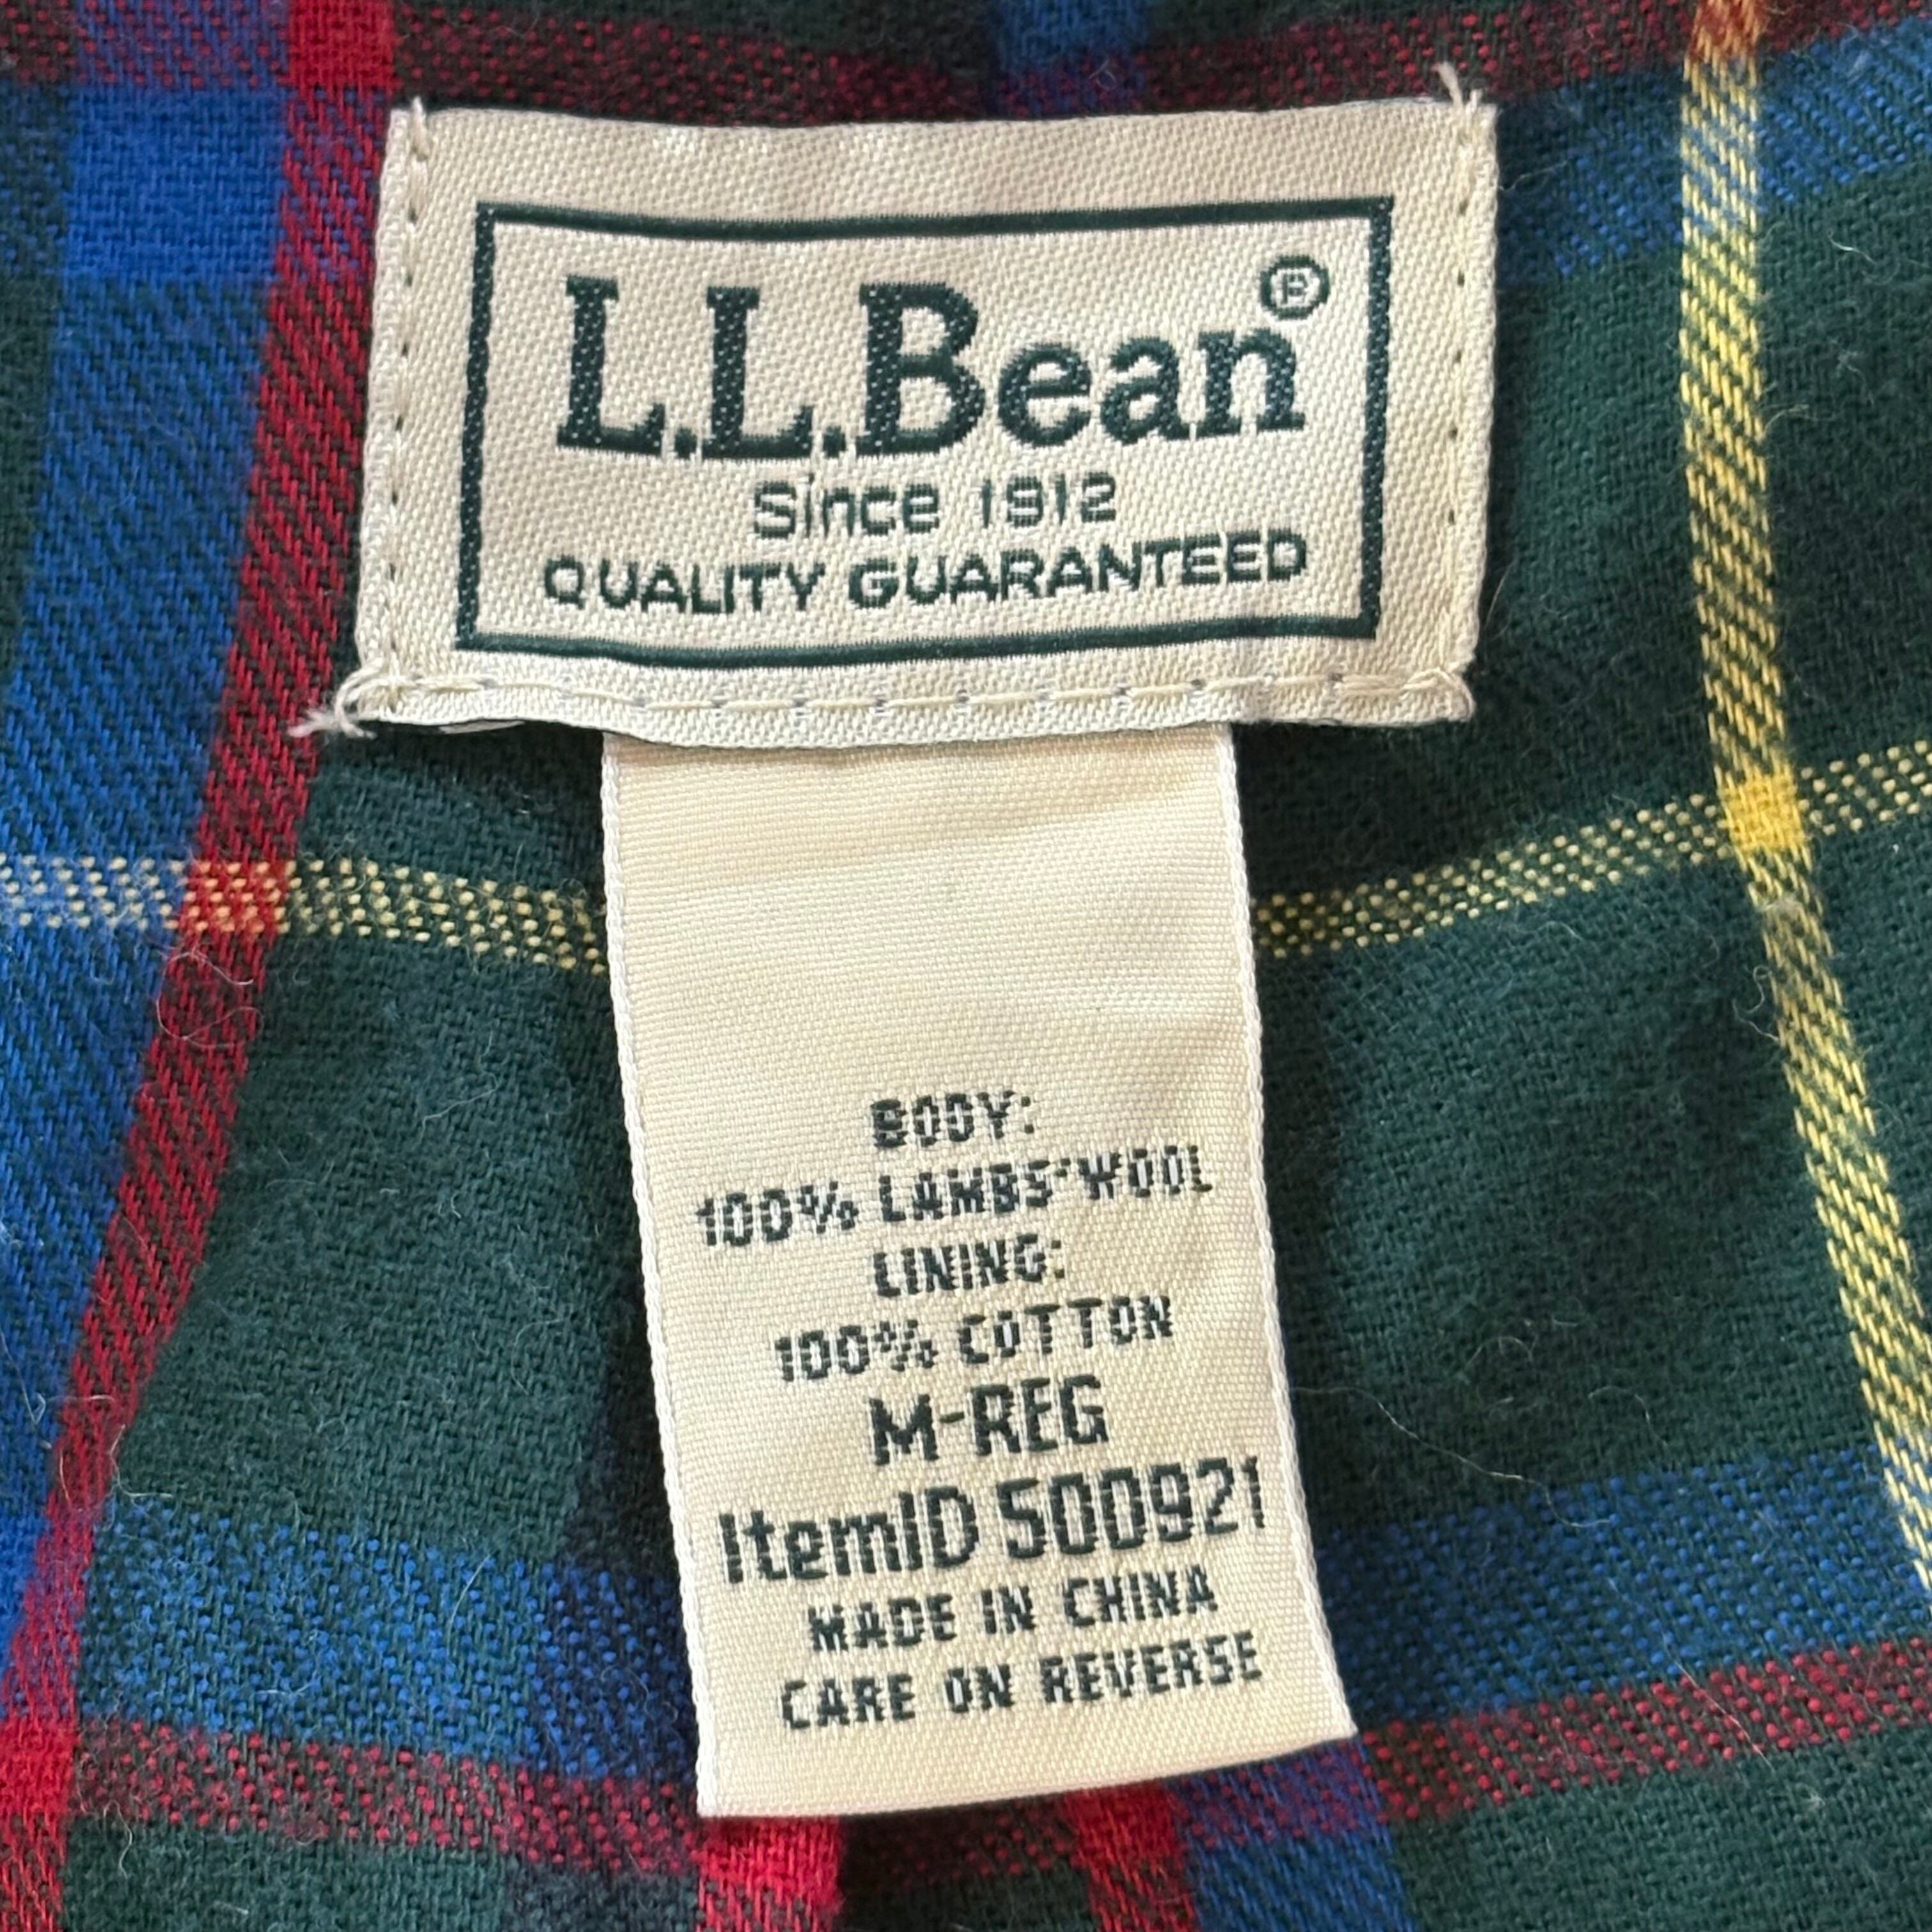 L.L.Bean®
Since 1912
QUALITY GUARANTEED
BODY:
100% LAMBS'WOOL
LINING:
100% COTTON
M-REG
ItemID 500921
MADE IN CHINA
CARE ON REVERSE